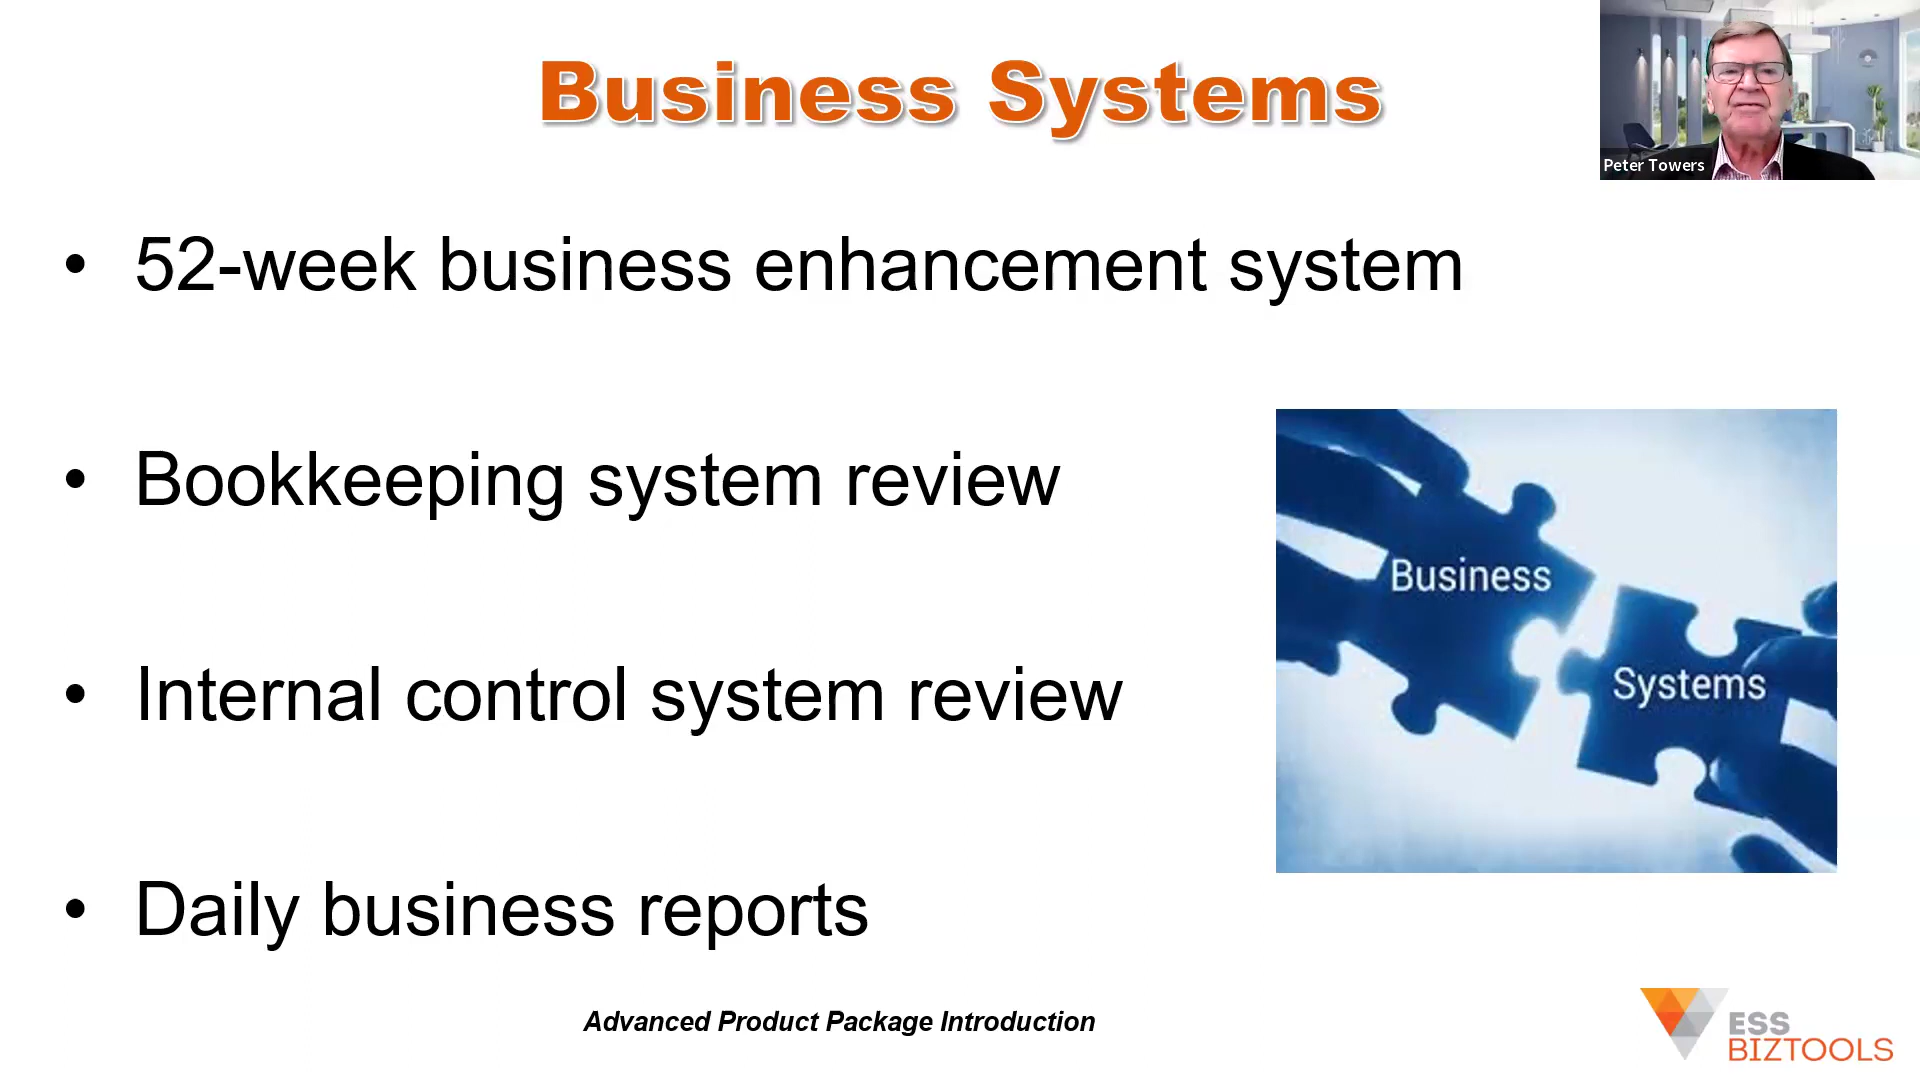 Business Systems
Peter Towers
• 52-week business enhancement system
• Bookkeeping system review
Business
• Internal control system review
Systems
• Daily business reports
Advanced Product Package Introduction
ESS
BIZTOOLS